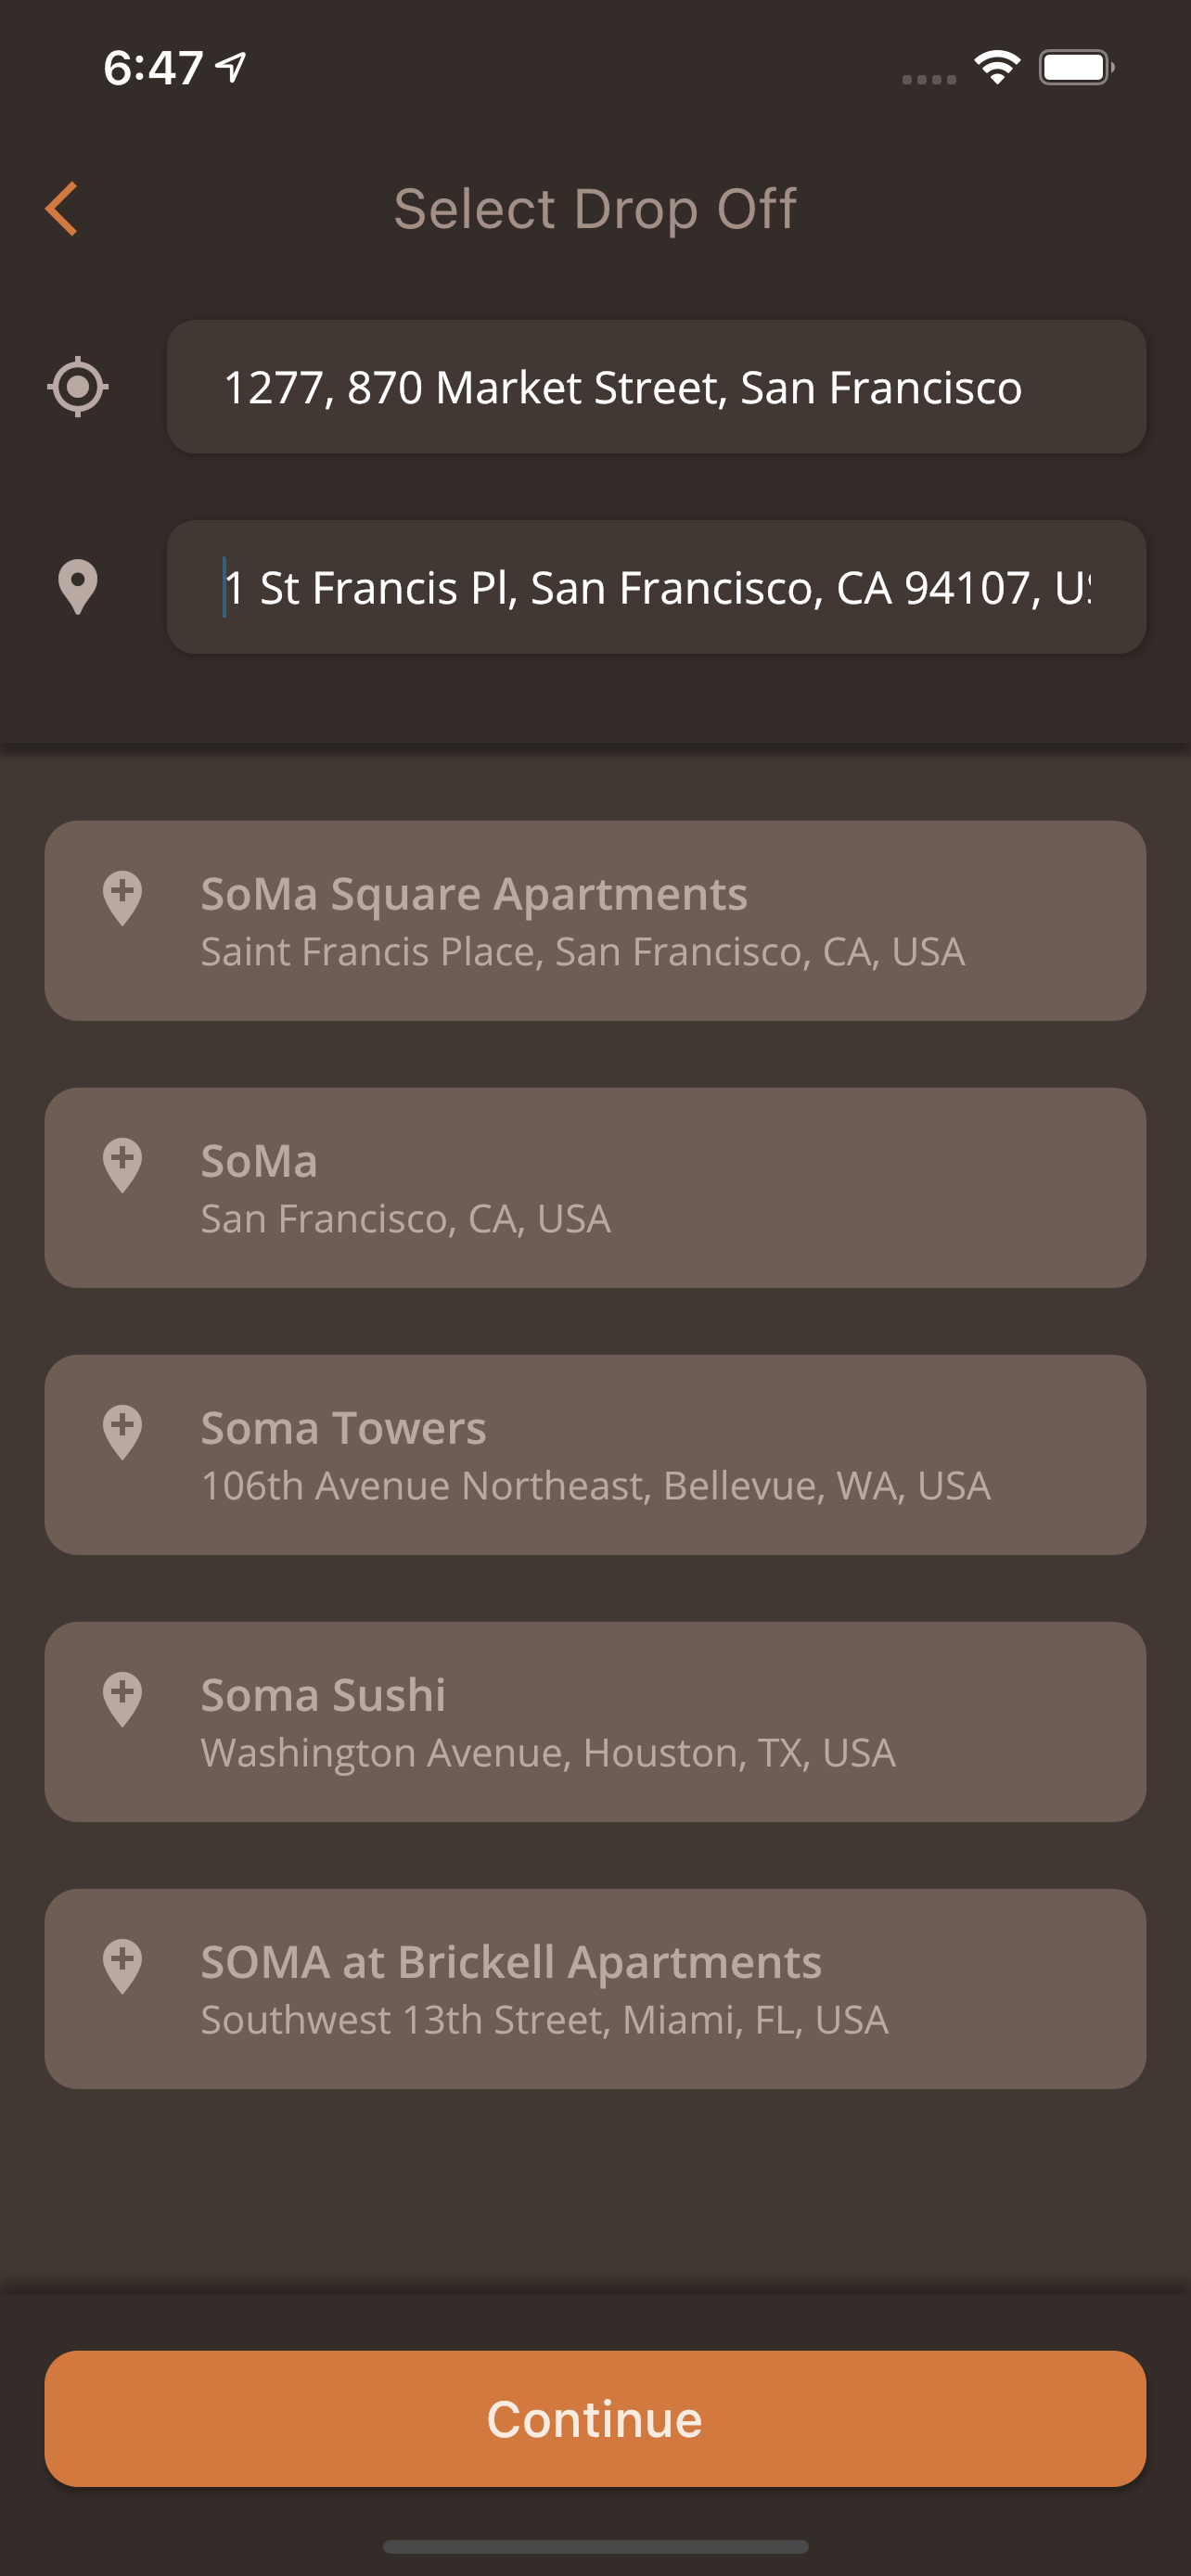 6:47
Select Drop Off
1277, 870 Market Street, San Francisco
1 St Francis Pl, San Francisco, CA 94107,
SoMa Square Apartments
Saint Francis Place, San Francisco, CA, USA
SoMa
San Francisco, CA, USA
Soma Towers
106th Avenue Northeast, Bellevue, WA, USA
Soma Sushi
Washington Avenue, Houston, TX, USA
SOMA at Brickell Apartments
Southwest 13th Street, Miami, FL, USA
Continue